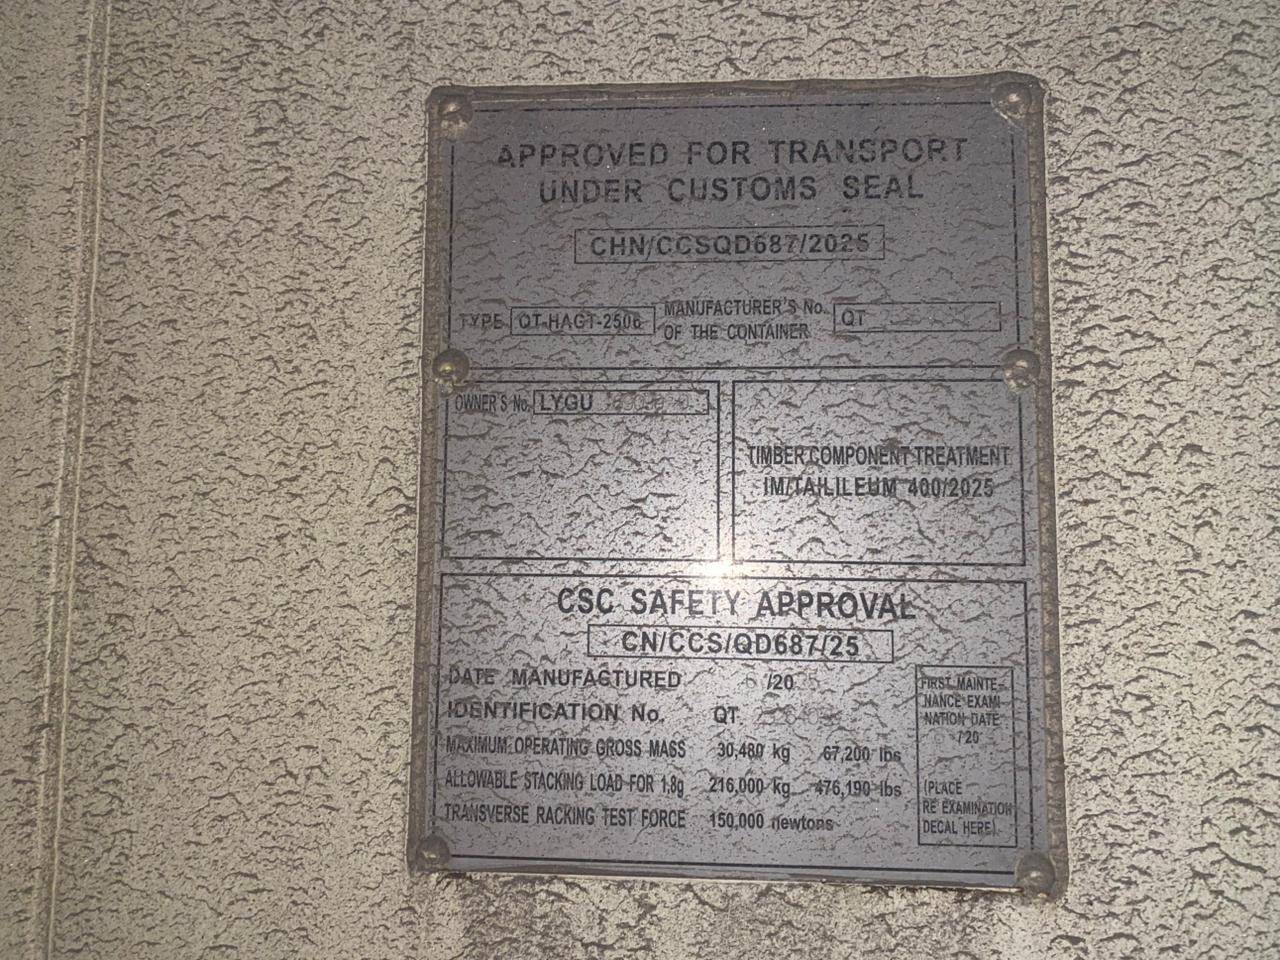 APPROVED FOR TRANSPORT
UNDER CUSTOMS SEAL
CHN/CCSQD687/2025
TYPE QT-HAGT-2506 MANUFACTURER'S No. OF THE CONTAINER QT
OWNER'S No. LYGU
TIMBER COMPONENT TREATMENT
IM/TAILILEUM 400/2025
CSC SAFETY APPROVAL
CN/CCS/QD687/25
DATE MANUFACTURED /20
IDENTIFICATION No. QT
MAXIMUM OPERATING GROSS MASS 30,480 kg 67,200 lbs
ALLOWABLE STACKING LOAD FOR 1,8g 216,000 kg 476,190 lbs
TRANSVERSE RACKING TEST FORCE 150,000 newtons
FIRST MAINTE-
NANCE EXAMI
NATION DATE
/20
(PLACE
RE EXAMINATION
DECAL HERE)